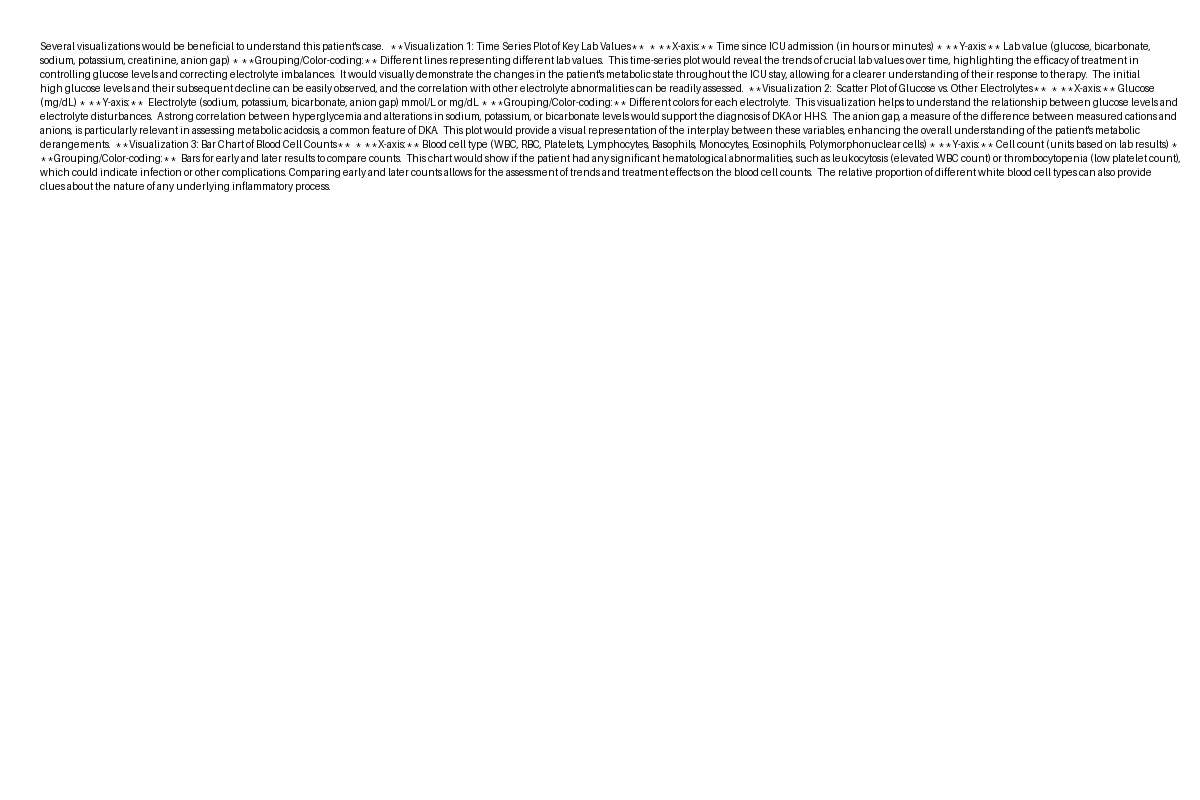 Several visualizations would be beneficial to understand this patient's case.   **Visualization 1: Time Series Plot of Key Lab Values**  * **X-axis:** Time since ICU admission (in hours or minutes) * **Y-axis:** Lab value (glucose, bicarbonate,
sodium, potassium, creatinine, anion gap) * **Grouping/Color-coding:** Different lines representing different lab values.  This time-series plot would reveal the trends of crucial lab values over time, highlighting the efficacy of treatment in
controlling glucose levels and correcting electrolyte imbalances.  It would visually demonstrate the changes in the patient's metabolic state throughout the ICU stay, allowing for a clearer understanding of their response to therapy.  The initial
high glucose levels and their subsequent decline can be easily observed, and the correlation with other electrolyte abnormalities can be readily assessed.  **Visualization 2:  Scatter Plot of Glucose vs. Other Electrolytes**  * **X-axis:** Glucose
(mg/dL) * **Y-axis:**  Electrolyte (sodium, potassium, bicarbonate, anion gap) mmol/L or mg/dL * **Grouping/Color-coding:** Different colors for each electrolyte.  This visualization helps to understand the relationship between glucose levels and
electrolyte disturbances.  A strong correlation between hyperglycemia and alterations in sodium, potassium, or bicarbonate levels would support the diagnosis of DKA or HHS.  The anion gap, a measure of the difference between measured cations and
anions, is particularly relevant in assessing metabolic acidosis, a common feature of DKA.  This plot would provide a visual representation of the interplay between these variables, enhancing the overall understanding of the patient's metabolic
derangements.  **Visualization 3: Bar Chart of Blood Cell Counts**  * **X-axis:** Blood cell type (WBC, RBC, Platelets, Lymphocytes, Basophils, Monocytes, Eosinophils, Polymorphonuclear cells) * **Y-axis:** Cell count (units based on lab results) *
**Grouping/Color-coding:**  Bars for early and later results to compare counts.  This chart would show if the patient had any significant hematological abnormalities, such as leukocytosis (elevated WBC count) or thrombocytopenia (low platelet count),
which could indicate infection or other complications. Comparing early and later counts allows for the assessment of trends and treatment effects on the blood cell counts.  The relative proportion of different white blood cell types can also provide
clues about the nature of any underlying inflammatory process.